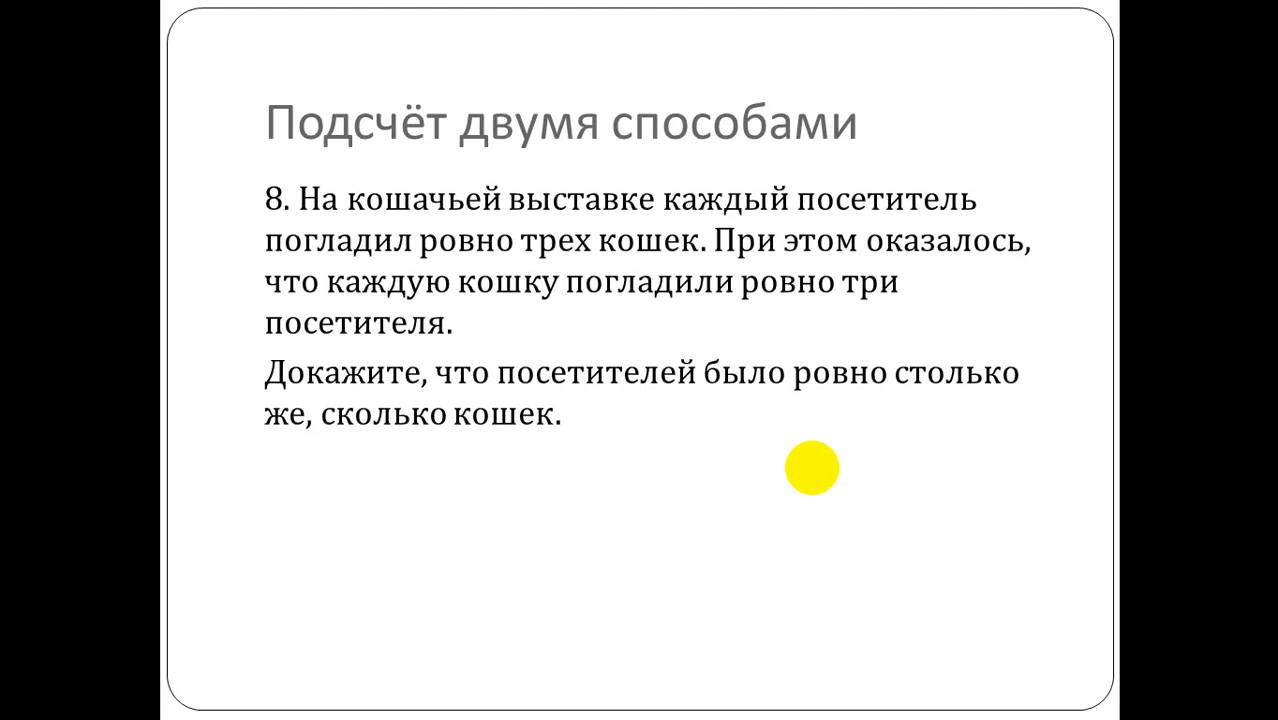 Подсчёт двумя способами
8. На кошачьей выставке каждый посетитель
погладил ровно трех кошек. При этом оказалось,
что каждую кошку погладили ровно три
посетителя.
Докажите, что посетителей было ровно столько
же, сколько кошек.